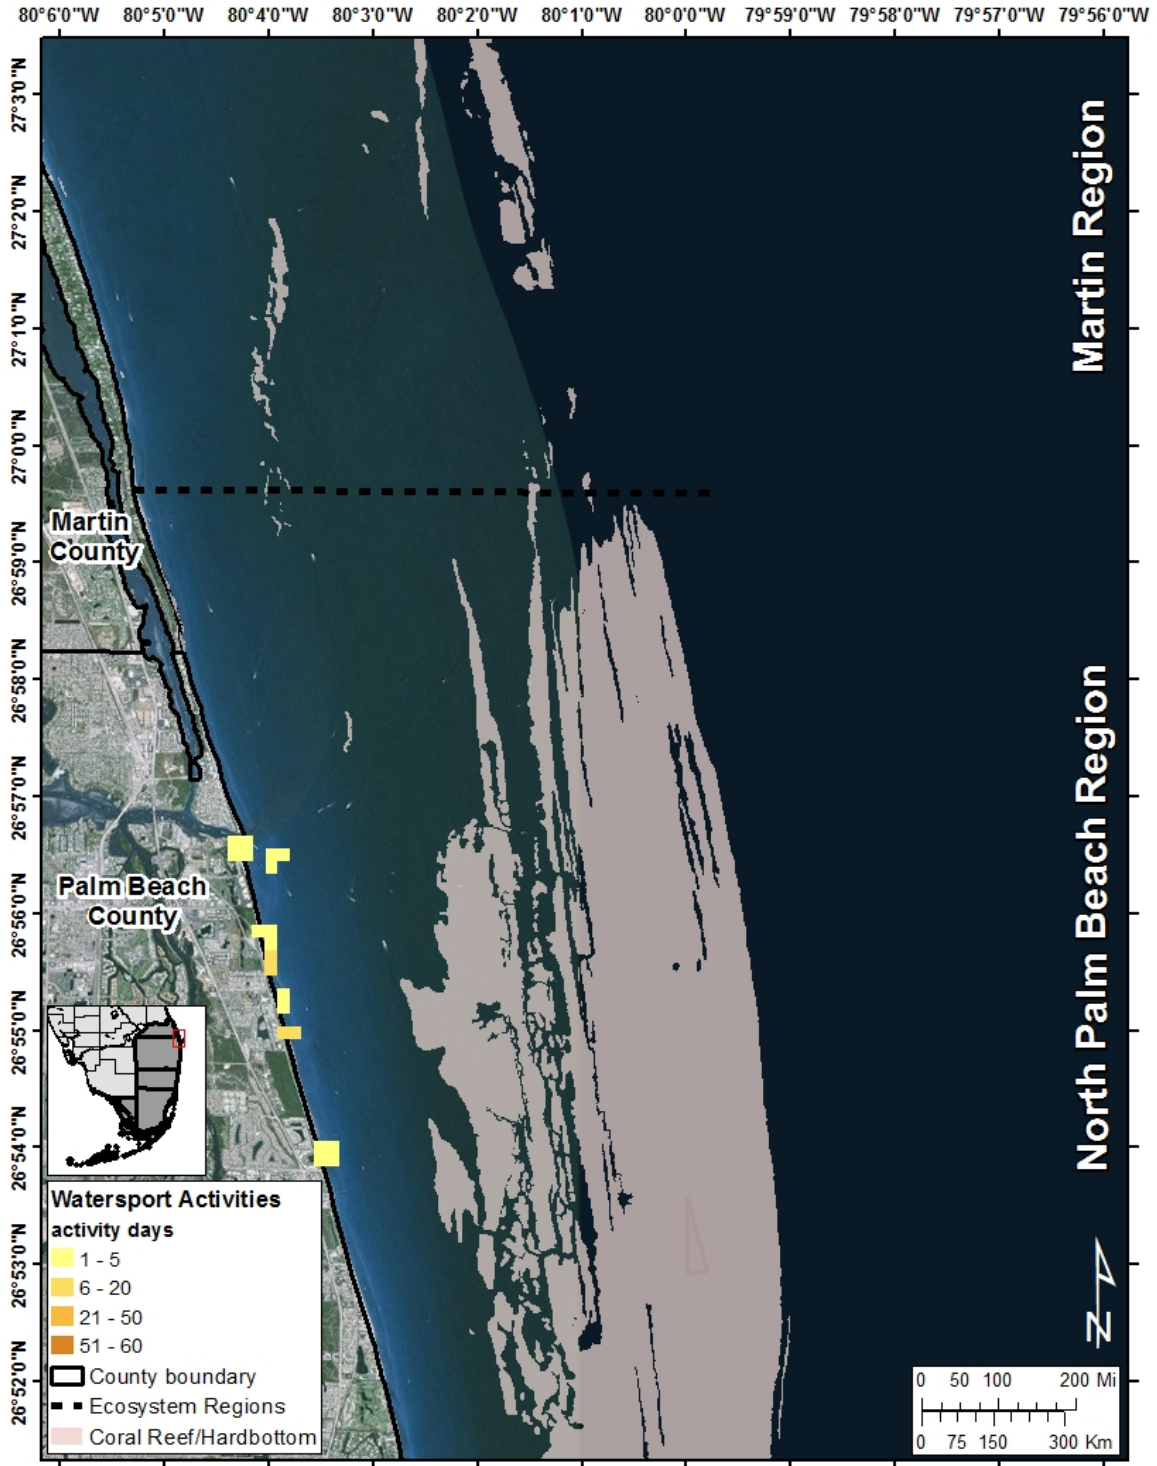 80°6'0"W 80°5'0"W 80°4'0"W 80°3'0"W 80°2'0"W 80°1'0"W 80°0'0"W 79°59'0"W 79°58'0"W 79°57'0"W 79°56'0"W
27°3'0"N
27°2'0"N
27°1'0"N
27°0'0"N
26°59'0"N
26°58'0"N
26°57'0"N
26°56'0"N
26°55'0"N
26°54'0"N
26°53'0"N
26°52'0"N
Martin Region
North Palm Beach Region
Martin
County
Palm Beach
County
Watersport Activities
activity days
1 - 5
6 - 20
21 - 50
51 - 60
County boundary
Ecosystem Regions
Coral Reef/Hardbottom
N
0 50 100 200 Mi
0 75 150 300 Km